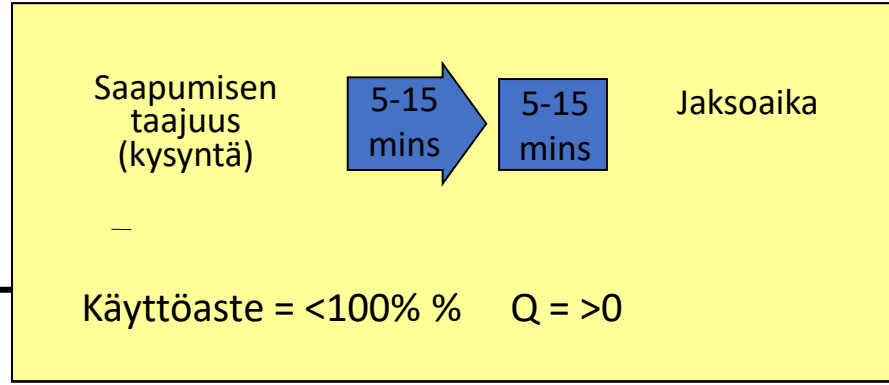 Saapumisen
taajuus
(kysyntä)
5-15
mins
5-15
mins
Jaksoaika
Käyttöaste = <100% %     Q = >0